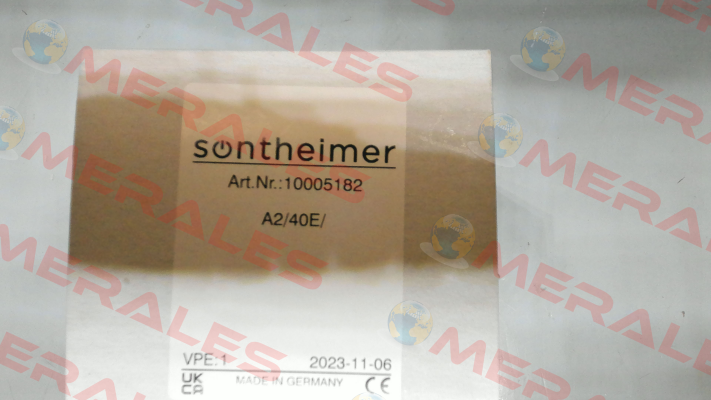 MERALES
MERALES
MERALES
MERALES
MERALES
sontheimer
Art.Nr.:10005182
A2/40E/
VPE:1
2023-11-06
UK
CA
MADE IN GERMANY
CE